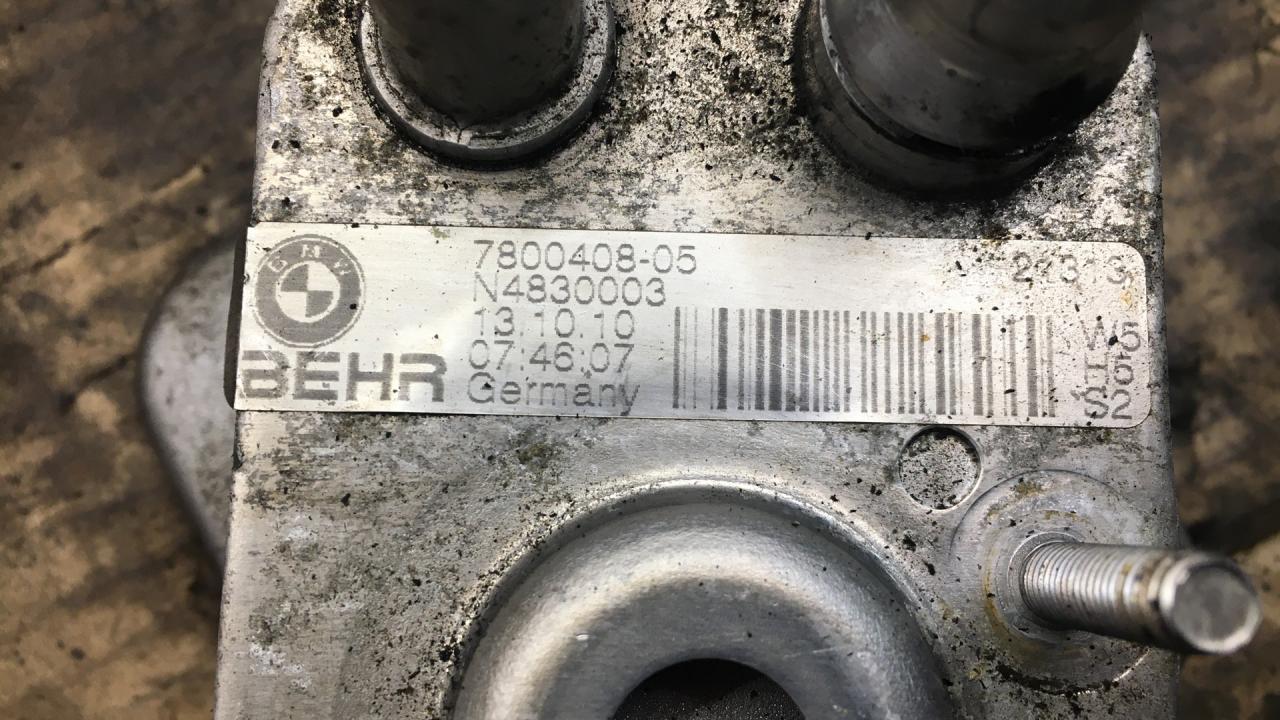 BMW
BEHR
7800408-05
N4830003
13.10.10
07:46:07
Germany
W5
S2